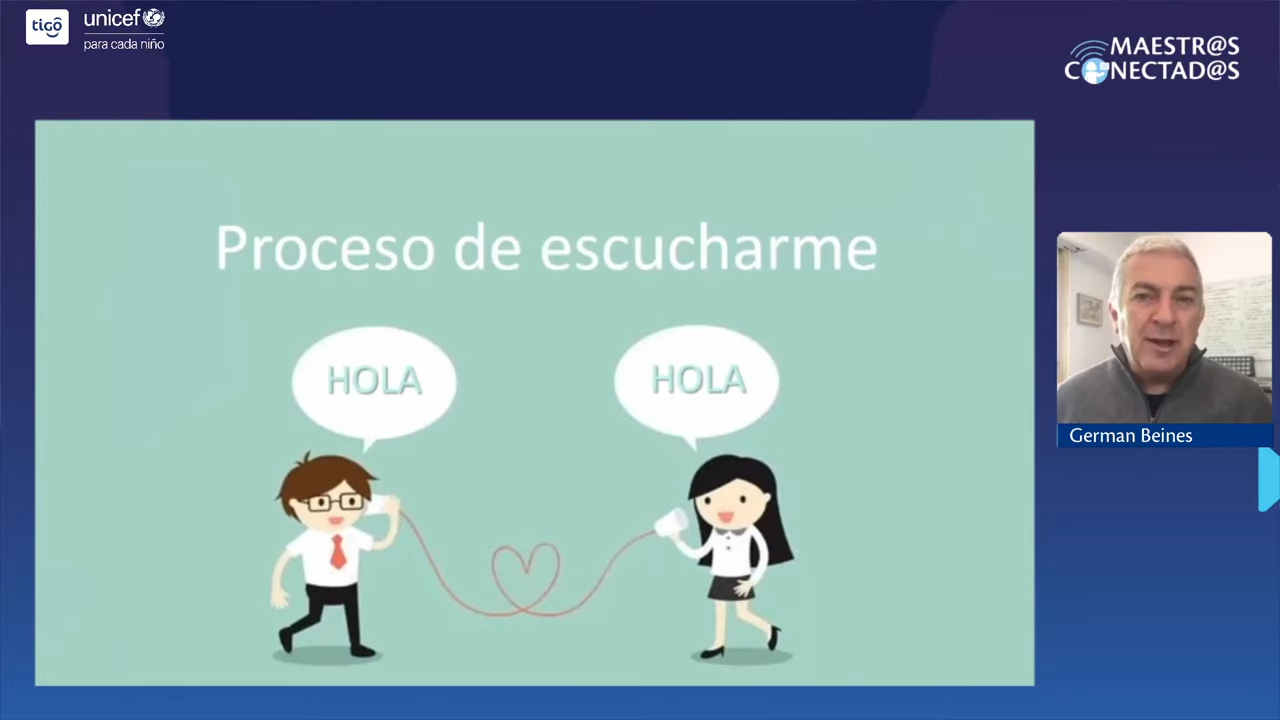 tigo
unicef
para cada niño
MAESTR@S
CONECTAD@S
Proceso de escucharme
HOLA
HOLA
German Beines